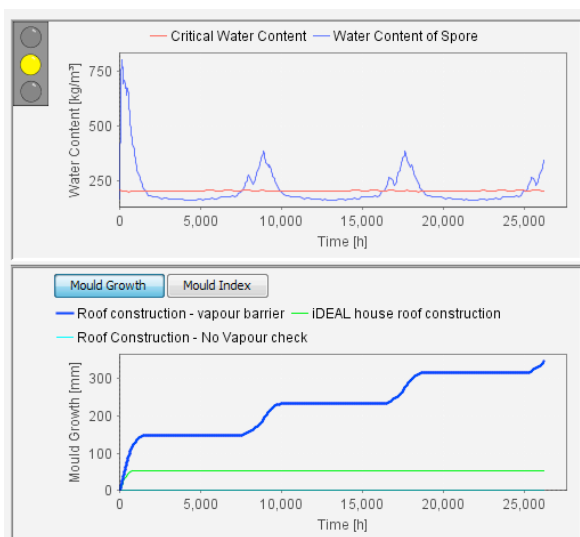 Critical Water Content Water Content of Spore
Water Content [kg/m³]
750
500
250
0 5,000 10,000 15,000 20,000 25,000
Time [h]
Mould Growth Mould Index
Roof construction - vapour barrier iDEAL house roof construction
Roof Construction - No Vapour check
Mould Growth [mm]
300
200
100
0
0 5,000 10,000 15,000 20,000 25,000
Time [h]